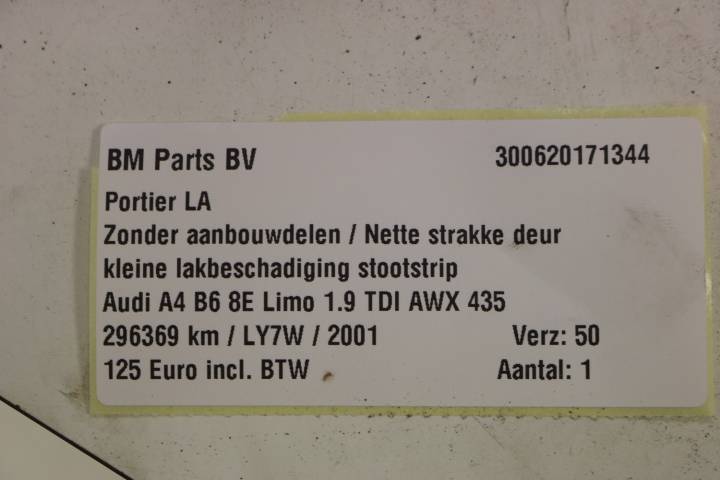 BM Parts BV 300620171344
Portier LA
Zonder aanbouwdelen / Nette strakke deur
kleine lakbeschadiging stootstrip
Audi A4 B6 8E Limo 1.9 TDI AWX 435
296369 km / LY7W / 2001 Verz: 50
125 Euro incl. BTW Aantal: 1